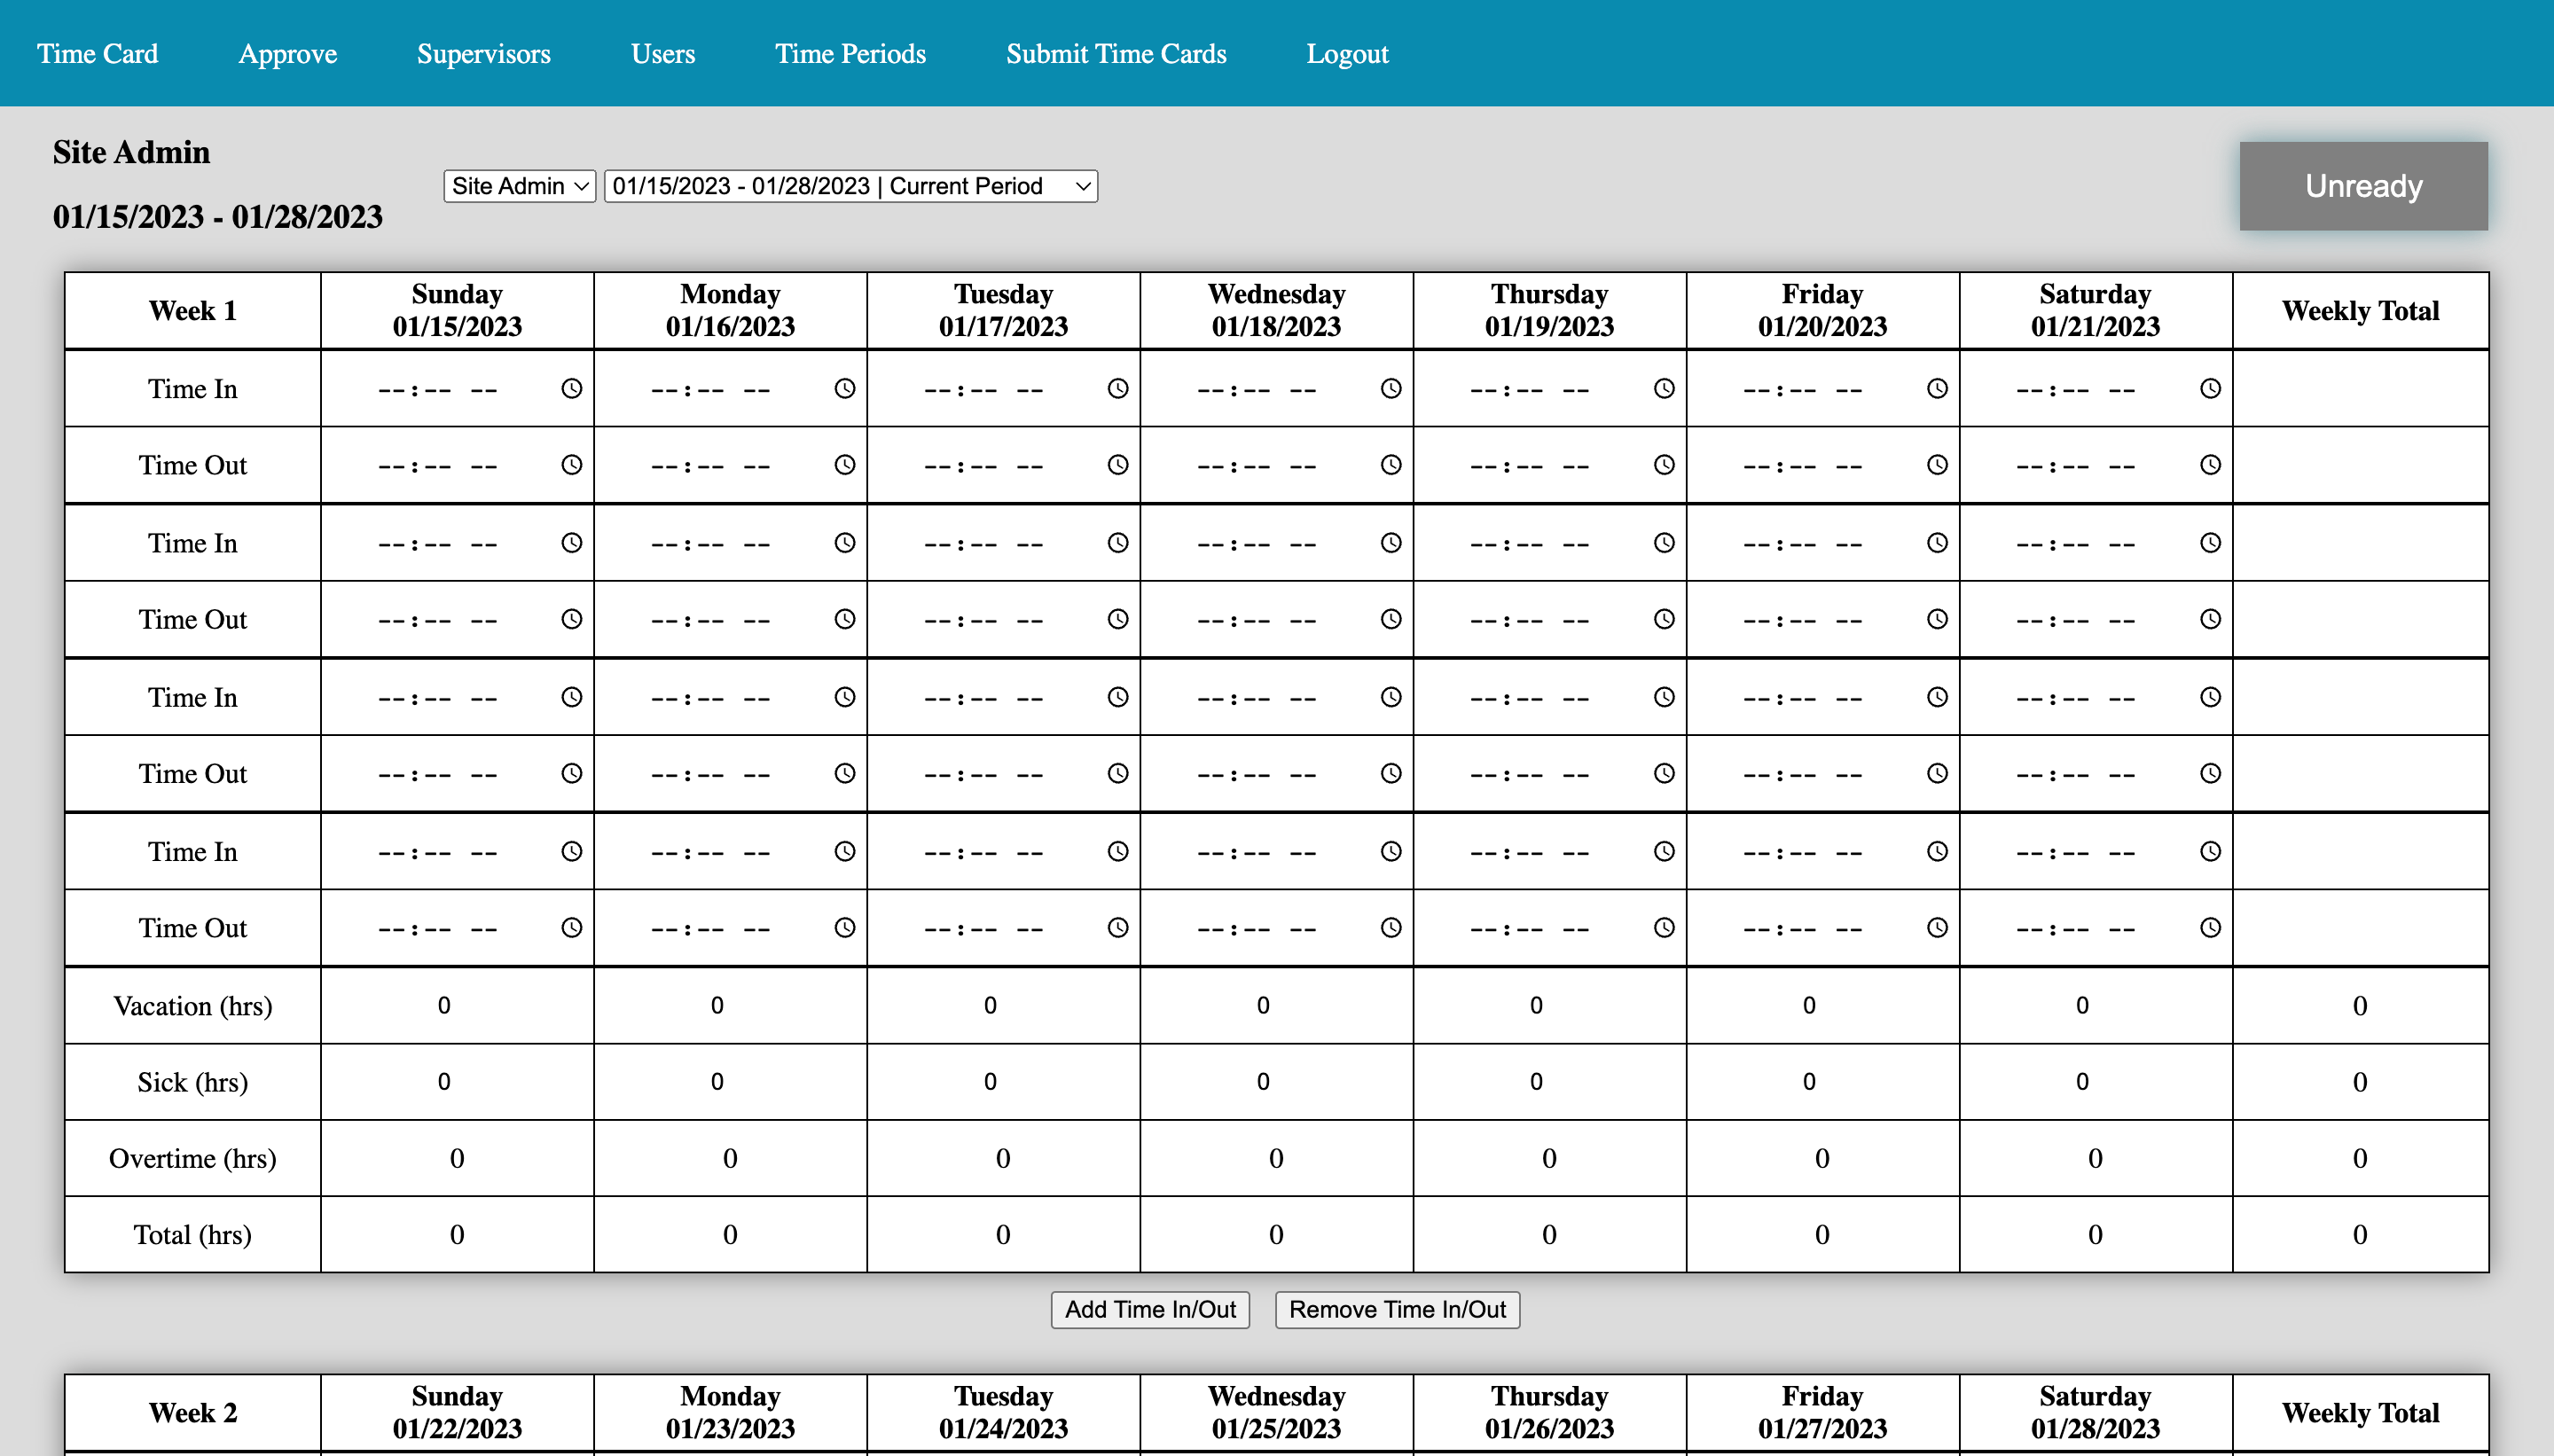 Time Card Approve Supervisors Users Time Periods Submit Time Cards Logout
Site Admin
01/15/2023 - 01/28/2023
Site Admin 01/15/2023 - 01/28/2023 | Current Period
Unready
Week 1 Sunday 01/15/2023 Monday 01/16/2023 Tuesday 01/17/2023 Wednesday 01/18/2023 Thursday 01/19/2023 Friday 01/20/2023 Saturday 01/21/2023 Weekly Total
Time In --:-- -- --:-- -- --:-- -- --:-- -- --:-- -- --:-- -- --:-- --
Time Out --:-- -- --:-- -- --:-- -- --:-- -- --:-- -- --:-- -- --:-- --
Time In --:-- -- --:-- -- --:-- -- --:-- -- --:-- -- --:-- -- --:-- --
Time Out --:-- -- --:-- -- --:-- -- --:-- -- --:-- -- --:-- -- --:-- --
Time In --:-- -- --:-- -- --:-- -- --:-- -- --:-- -- --:-- -- --:-- --
Time Out --:-- -- --:-- -- --:-- -- --:-- -- --:-- -- --:-- -- --:-- --
Time In --:-- -- --:-- -- --:-- -- --:-- -- --:-- -- --:-- -- --:-- --
Time Out --:-- -- --:-- -- --:-- -- --:-- -- --:-- -- --:-- -- --:-- --
Vacation (hrs) 0 0 0 0 0 0 0 0
Sick (hrs) 0 0 0 0 0 0 0 0
Overtime (hrs) 0 0 0 0 0 0 0 0
Total (hrs) 0 0 0 0 0 0 0 0
Add Time In/Out Remove Time In/Out
Week 2 Sunday 01/22/2023 Monday 01/23/2023 Tuesday 01/24/2023 Wednesday 01/25/2023 Thursday 01/26/2023 Friday 01/27/2023 Saturday 01/28/2023 Weekly Total